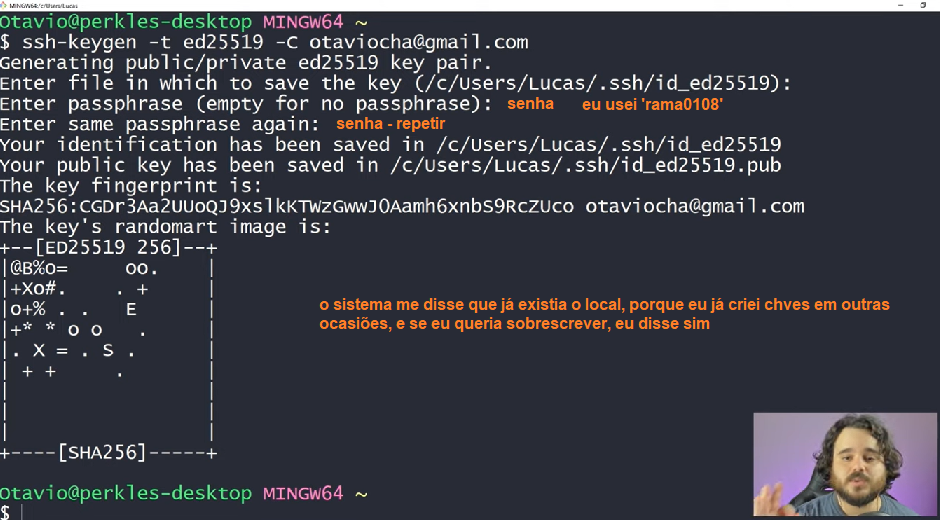 MINGW64:/c/Users/Lucas
Otavio@perkles-desktop MINGW64 ~
$ ssh-keygen -t ed25519 -C otaviocha@gmail.com
Generating public/private ed25519 key pair.
Enter file in which to save the key (/c/Users/Lucas/.ssh/id_ed25519):
Enter passphrase (empty for no passphrase): senha eu usei 'rama0108'
Enter same passphrase again: senha - repetir
Your identification has been saved in /c/Users/Lucas/.ssh/id_ed25519
Your public key has been saved in /c/Users/Lucas/.ssh/id_ed25519.pub
The key fingerprint is:
SHA256:CGDr3Aa2UUoQJ9xslkKTWzGwwJOAamh6xnbS9RcZUco otaviocha@gmail.com
The key's randomart image is:
+--[ED25519 256]--+
|@B%o=     oo.    |
|+Xo#.    . +     |
|o+% . .   E      |
|+* * o o   .     |
|. X = . S .      |
| + +     .       |
|                 |
|                 |
|                 |
+----[SHA256]-----+
o sistema me disse que já existia o local, porque eu já criei chves em outras
ocasiões, e se eu queria sobrescrever, eu disse sim
Otavio@perkles-desktop MINGW64 ~
$